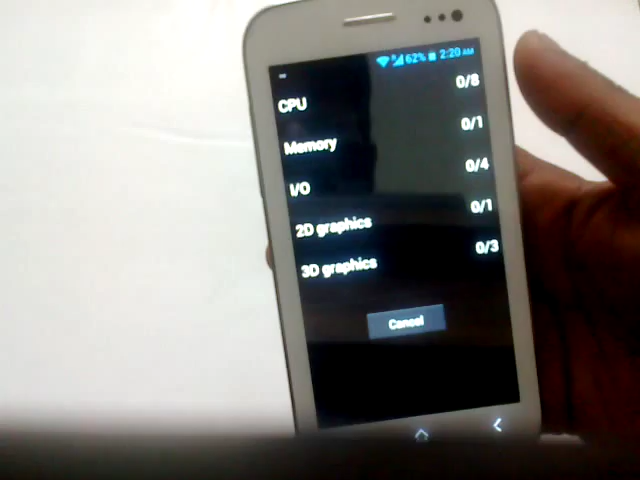 62% 2:20 AM
CPU 0/8
Memory 0/1
I/O 0/4
2D graphics 0/1
3D graphics 0/3
Cancel